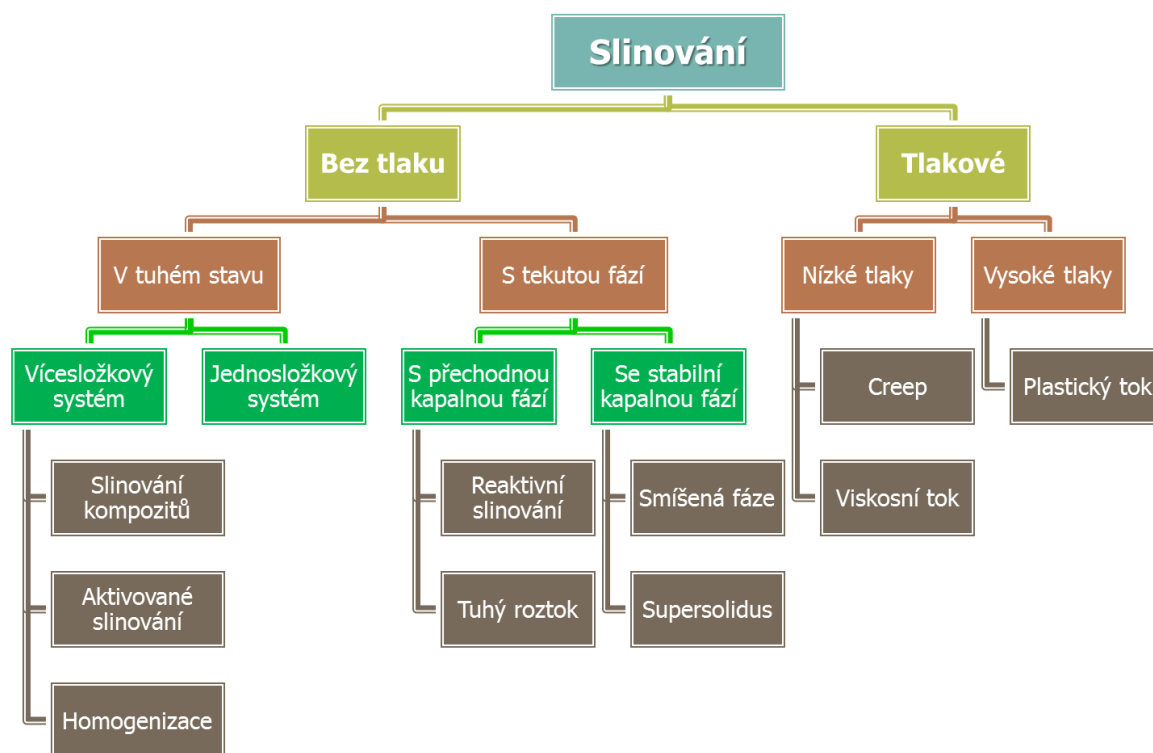 Slinování
Bez tlaku
Tlakové
V tuhém stavu
S tekutou fází
Nízké tlaky
Vysoké tlaky
Vícesložkový
systém
Jednosložkový
systém
S přechodnou
kapalnou fází
Se stabilní
kapalnou fází
Creep
Plastický tok
Slinování
kompozitů
Reaktivní
slinování
Smíšená fáze
Viskosní tok
Aktivované
slinování
Tuhý roztok
Supersolidus
Homogenizace